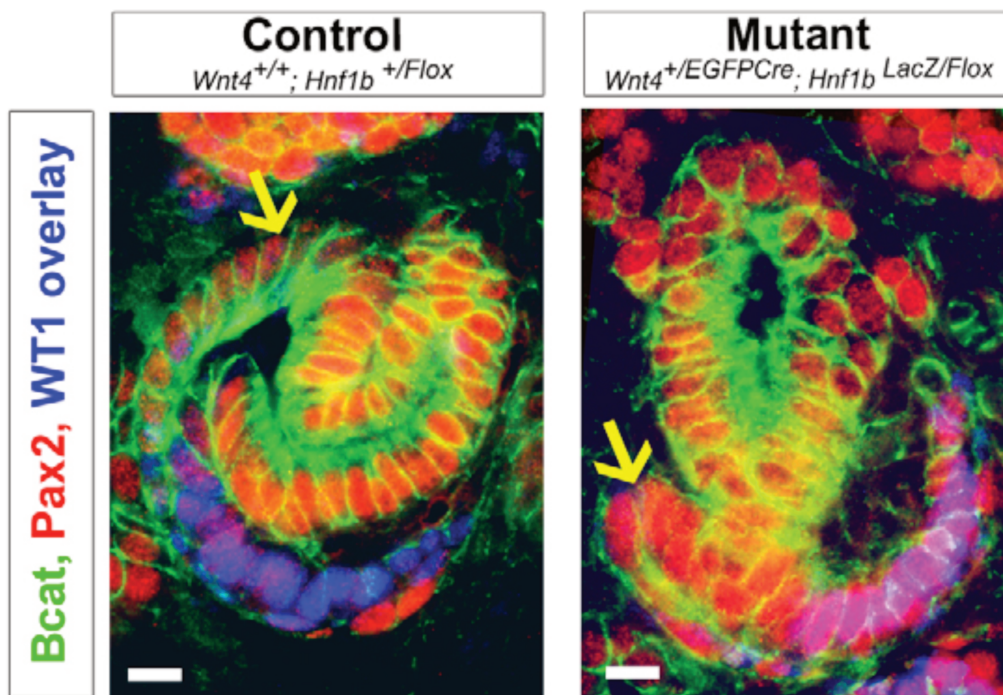 Control
Wnt4+/+; Hnf1b +/Flox
Mutant
Wnt4+/EGFPCre; Hnf1b LacZ/Flox
Bcat, Pax2, WT1 overlay